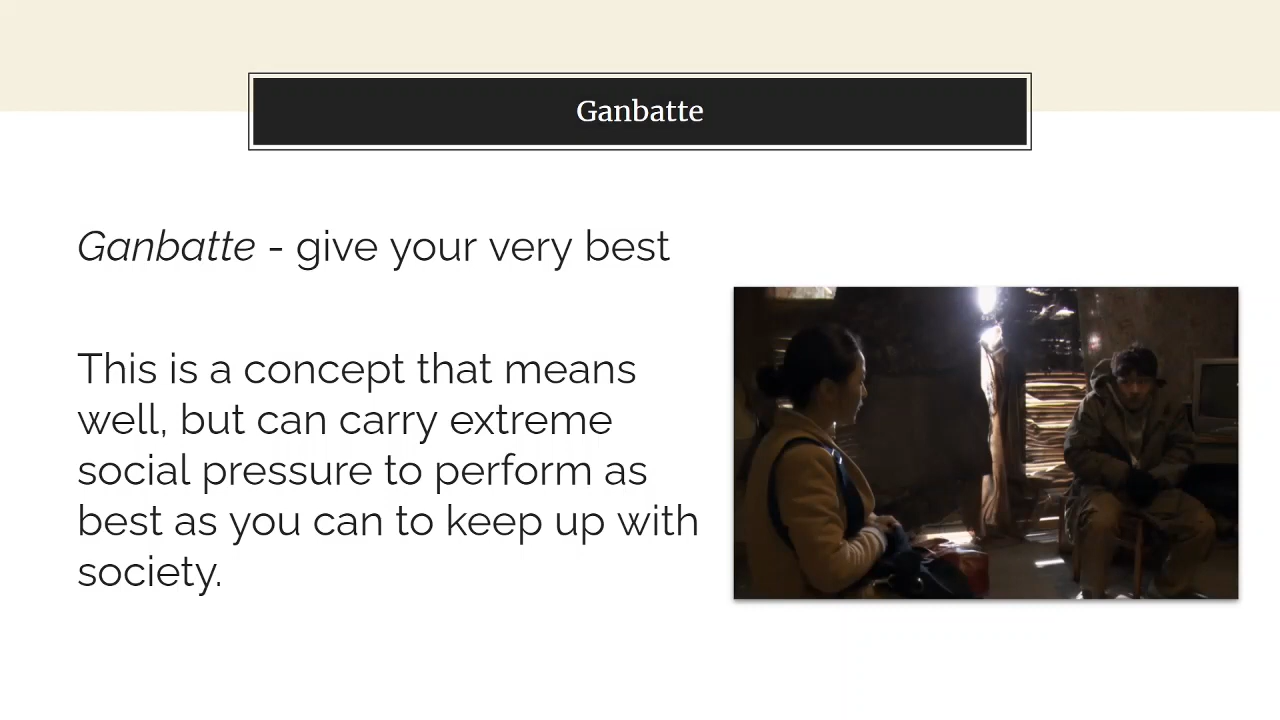 Ganbatte
Ganbatte - give your very best
This is a concept that means
well, but can carry extreme
social pressure to perform as
best as you can to keep up with
society.